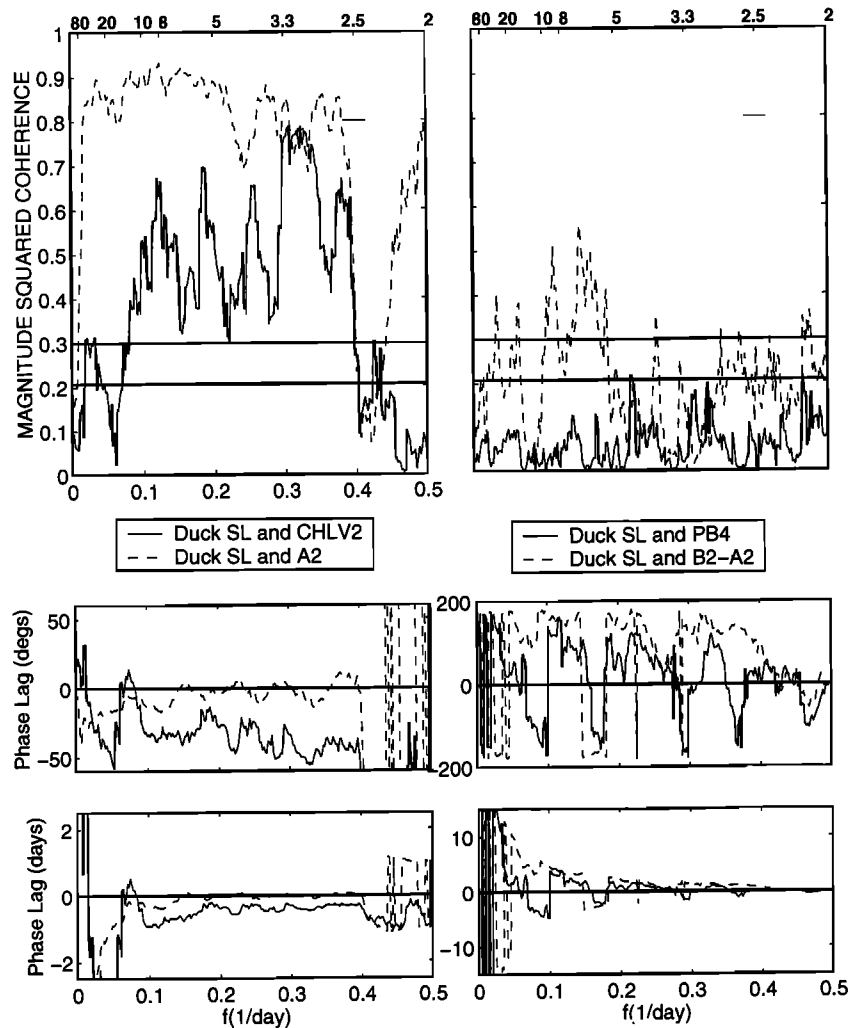 80 20 10 8 5 3.3 2.5 2
80 20 10 8 5 3.3 2.5 2
MAGNITUDE SQUARED COHERENCE
1
0.9
0.8
0.7
0.6
0.5
0.4
0.3
0.2
0.1
0
0 0.1 0.2 0.3 0.4 0.5
Duck SL and CHLV2
Duck SL and A2
Duck SL and PB4
Duck SL and B2-A2
Phase Lag (degs)
50
0
-50
200
0
-200
Phase Lag (days)
2
0
-2
10
0
-10
0 0.1 0.2 0.3 0.4 0.5
f(1/day)
0 0.1 0.2 0.3 0.4 0.5
f(1/day)